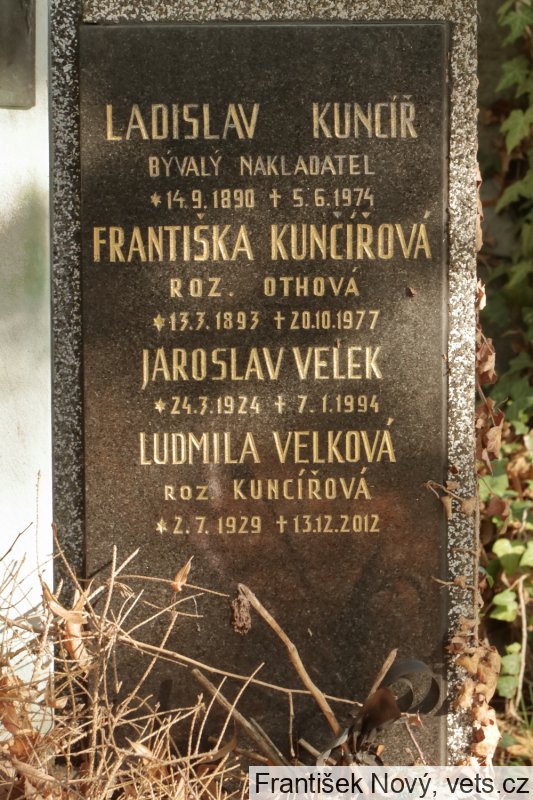 LADISLAV KUNCÍŘ
BÝVALÝ NAKLADATEL
*14.9.1890 ✝ 5.6.1974
FRANTIŠKA KUNČÍŘOVÁ
ROZ. OTHOVÁ
*13.3.1893 ✝ 20.10.1977
JAROSLAV VELEK
*24.3.1924 ✝ 7.1.1994
LUDMILA VELKOVÁ
ROZ KUNCÍŘOVÁ
*2.7.1929 ✝ 13.12.2012
František Nový, vets.cz